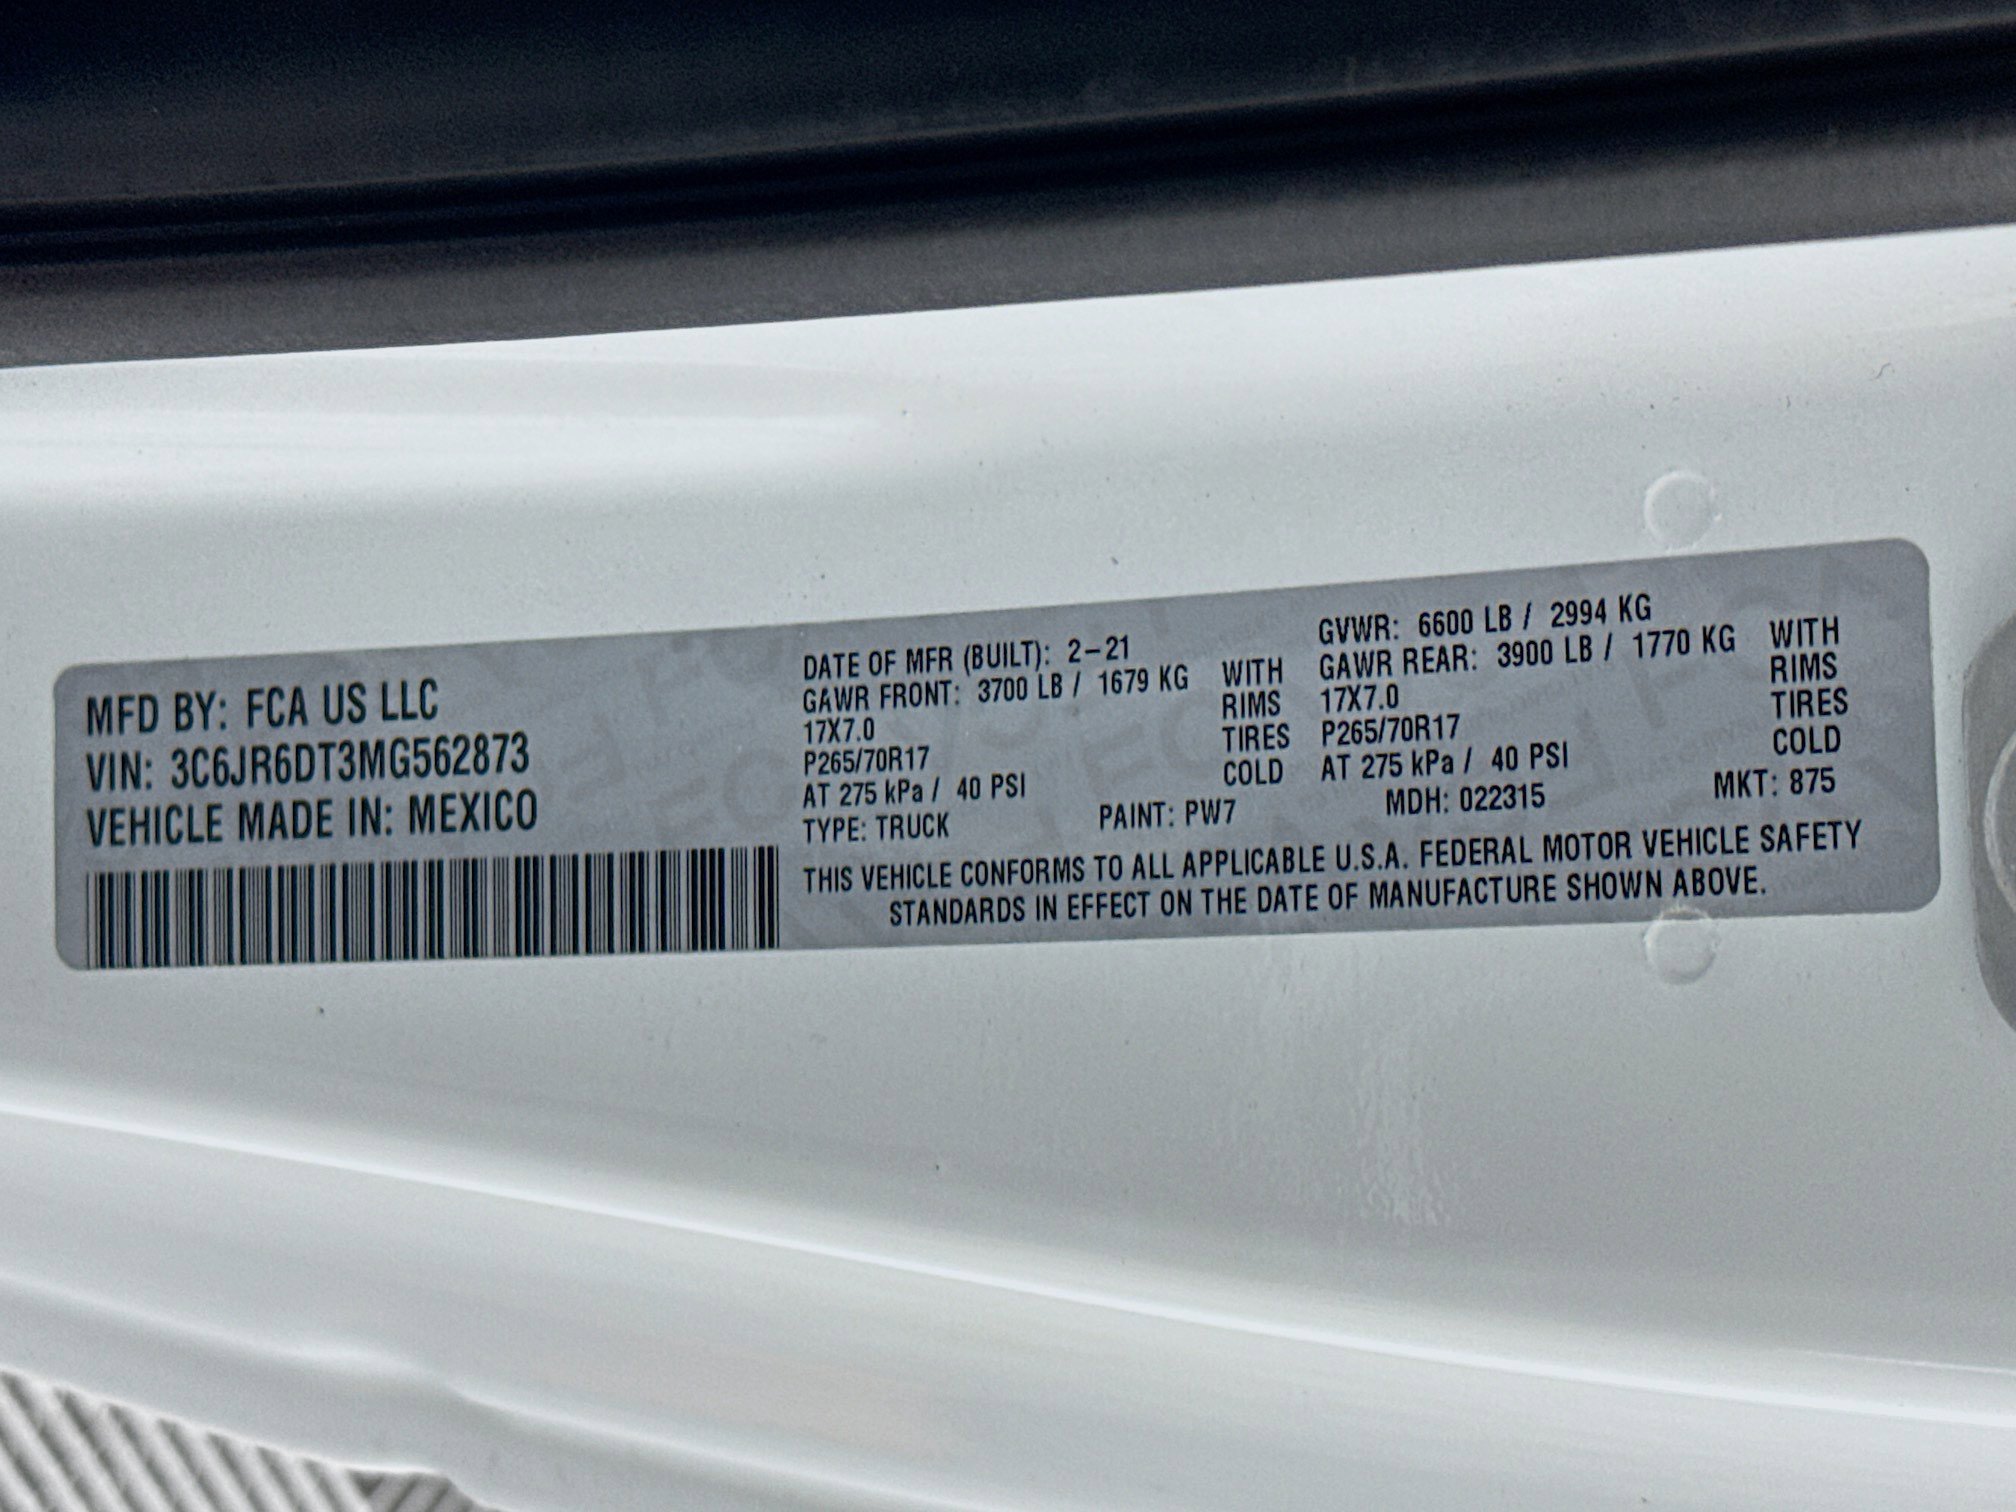 MFD BY: FCA US LLC
VIN: 3C6JR6DT3MG562873
VEHICLE MADE IN: MEXICO
DATE OF MFR (BUILT): 2-21
GAWR FRONT: 3700 LB / 1679 KG WITH
17X7.0 RIMS
P265/70R17 TIRES
AT 275 kPa / 40 PSI COLD
GVWR: 6600 LB / 2994 KG
GAWR REAR: 3900 LB / 1770 KG WITH
17X7.0 RIMS
P265/70R17 TIRES
AT 275 kPa / 40 PSI COLD
TYPE: TRUCK PAINT: PW7 MDH: 022315 MKT: 875
THIS VEHICLE CONFORMS TO ALL APPLICABLE U.S.A. FEDERAL MOTOR VEHICLE SAFETY
STANDARDS IN EFFECT ON THE DATE OF MANUFACTURE SHOWN ABOVE.